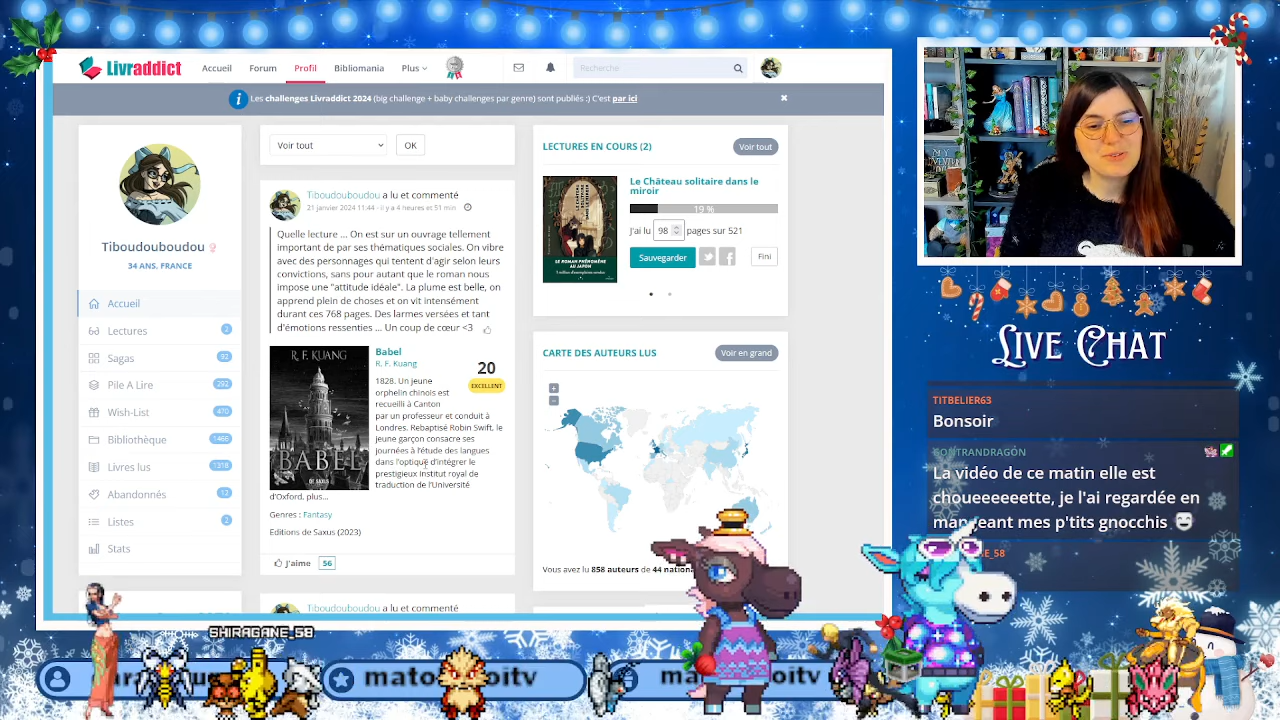 Livraddict
Accueil
Forum
Profil
Bibliomania
Plus
Recherche
Les challenges Livraddict 2024 (big challenge + baby challenges par genre) sont publiés :) C'est par ici
Tiboudouboudou
34 ANS, FRANCE
Accueil
Lectures 2
Sagas 92
Pile A Lire 292
Wish-List 470
Bibliothèque 1466
Livres lus 1318
Abandonnés 12
Listes 2
Stats
Voir tout
OK
Tiboudouboudou a lu et commenté
21 janvier 2024 11:44 - il y a 4 heures et 51 min
Quelle lecture ... On est sur un ouvrage tellement
important de par ses thématiques sociales. On vibre
avec des personnages qui tentent d'agir selon leurs
convictions, sans pour autant que le roman nous
impose une "attitude idéale". La plume est belle, on
apprend plein de choses et on vit intensément
durant ces 768 pages. Des larmes versées et tant
d'émotions ressenties ... Un coup de cœur <3
R. F. KUANG
BABEL
DE SAXUS
Babel
R. F. Kuang
20
EXCELLENT
1828. Un jeune
orphelin chinois est
recueilli à Canton
par un professeur et conduit à
Londres. Rebaptisé Robin Swift, le
jeune garçon consacre ses
journées à l'étude des langues
dans l'optique d'intégrer le
prestigieux Institut royal de
traduction de l'Université
d'Oxford, plus...
Genres : Fantasy
Editions de Saxus (2023)
J'aime 56
Tiboudouboudou a lu et commenté
LECTURES EN COURS (2)
Voir tout
LE ROMAN PHÉNOMÈNE
AU JAPON
Le Château solitaire dans le
miroir
19 %
J'ai lu 98 pages sur 521
Sauvegarder
Fini
CARTE DES AUTEURS LUS
Voir en grand
Vous avez lu 858 auteurs de 44 nationa
LIVE CHAT
TITBELIER63
Bonsoir
CONTRANDRAGÓN
La vidéo de ce matin elle est
choueeeeeette, je l'ai regardée en
mangeant mes p'tits gnocchis
E_58
SHIRAGANE_58